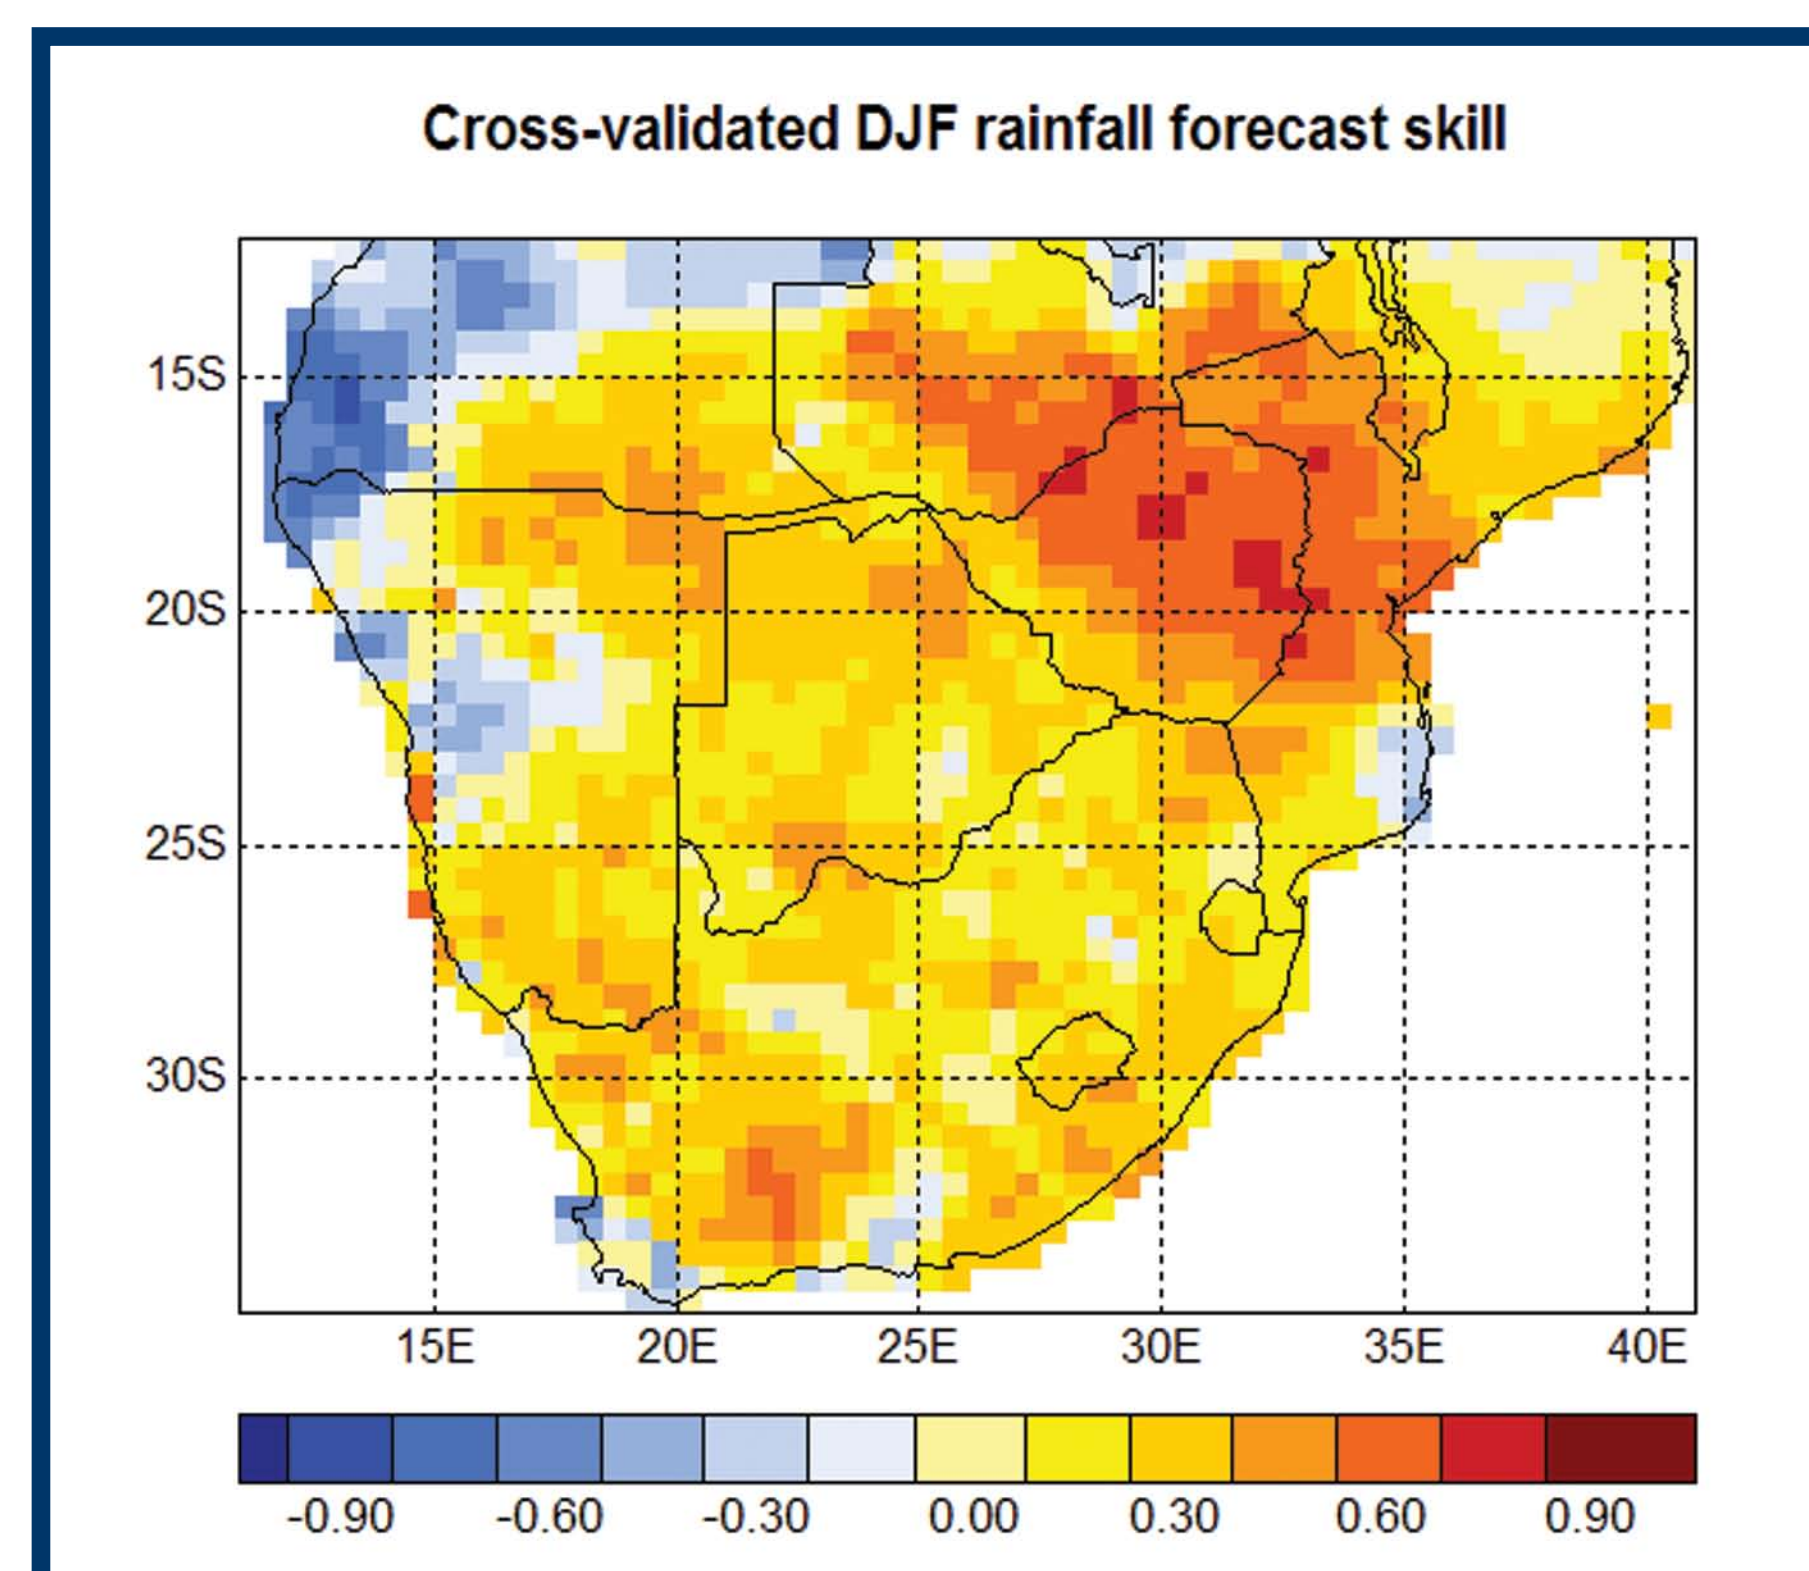 Cross-validated DJF rainfall forecast skill
15S
20S
25S
30S
15E 20E 25E 30E 35E 40E
-0.90 -0.60 -0.30 0.00 0.30 0.60 0.90